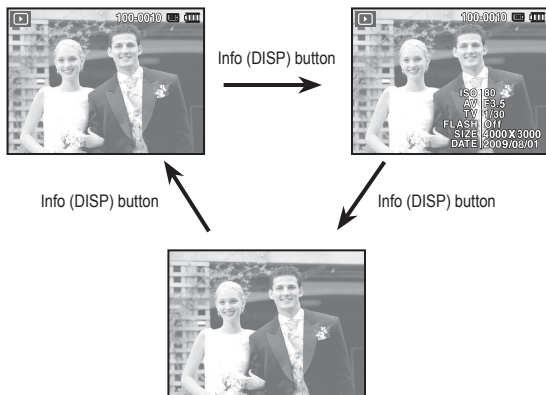 100-0010
100-0010
Info (DISP) button
ISO 80
AV F3.5
TV 1/30
FLASH Off
SIZE 4000X3000
DATE 2009/08/01
Info (DISP) button
Info (DISP) button